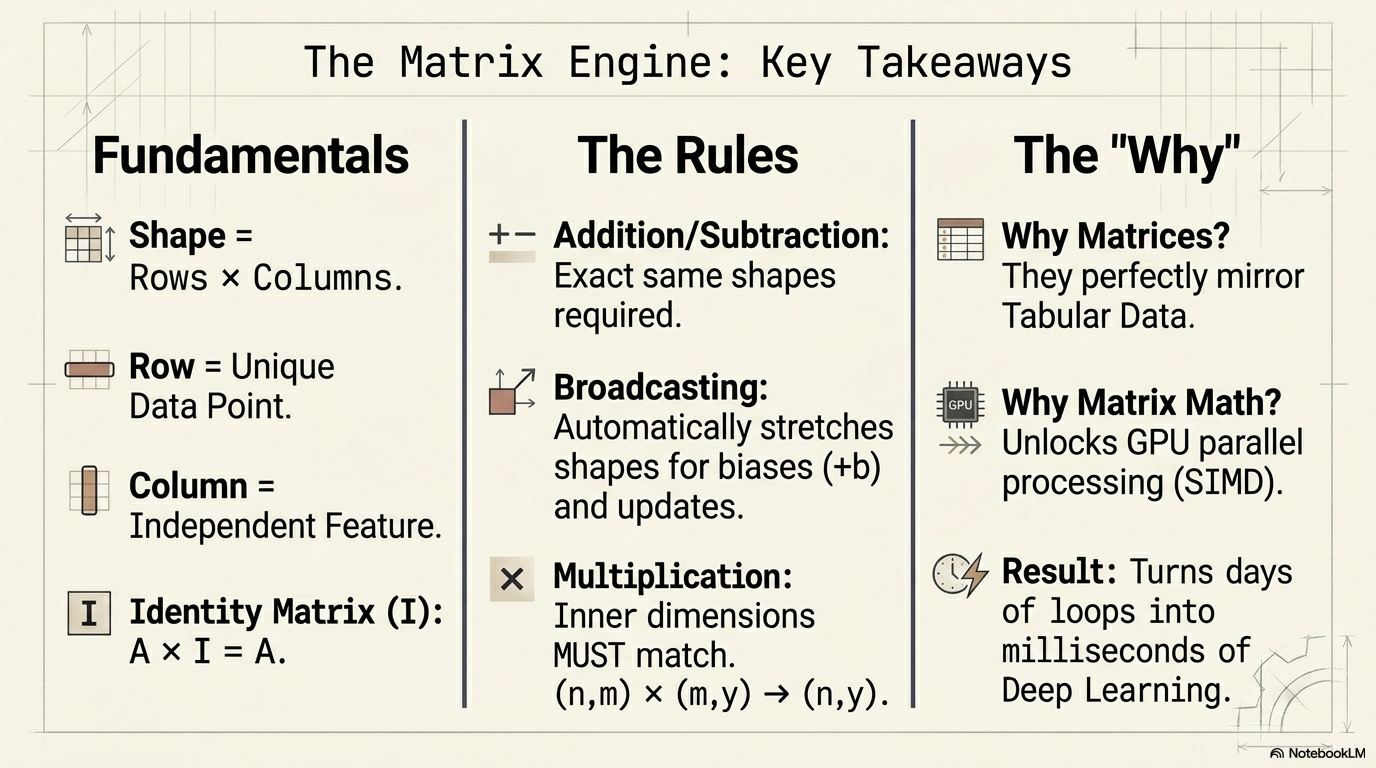 The Matrix Engine: Key Takeaways
Fundamentals
Shape =
Rows × Columns.
Row = Unique
Data Point.
Column =
Independent Feature.
I
Identity Matrix (I):
A × I = A.
The Rules
+ −
Addition/Subtraction:
Exact same shapes
required.
Broadcasting:
Automatically stretches
shapes for biases (+b)
and updates.
×
Multiplication:
Inner dimensions
MUST match.
(n,m) × (m,y) → (n,y).
The "Why"
Why Matrices?
They perfectly mirror
Tabular Data.
GPU
Why Matrix Math?
Unlocks GPU parallel
processing (SIMD).
Result: Turns days
of loops into
milliseconds of
Deep Learning.
NotebookLM